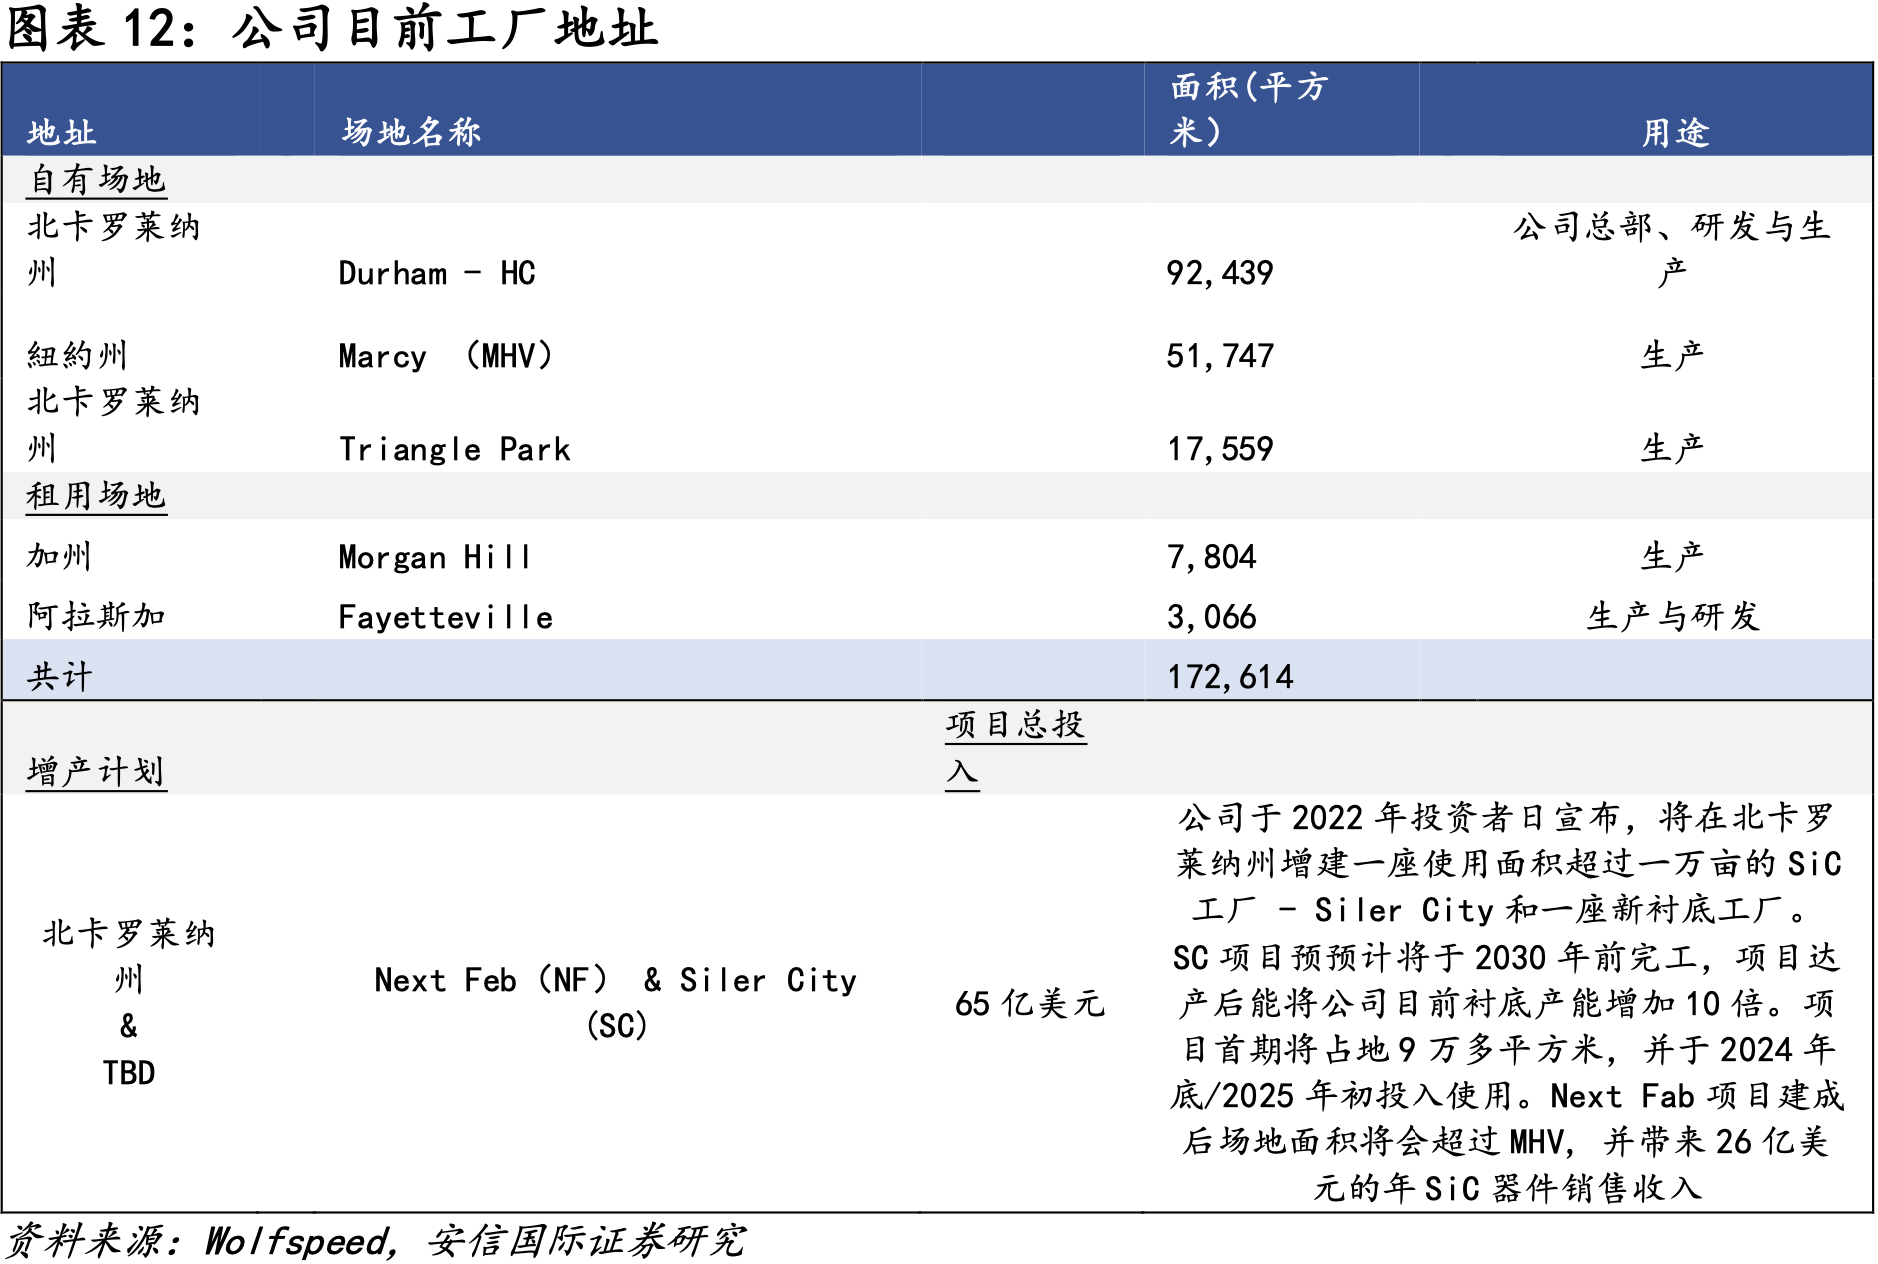 图表 12：公司目前工厂地址
地址 场地名称 面积(平方米) 用途
自有场地
北卡罗莱纳州 Durham - HC 92,439 公司总部、研发与生产
紐約州 Marcy （MHV） 51,747 生产
北卡罗莱纳州 Triangle Park 17,559 生产
租用场地
加州 Morgan Hill 7,804 生产
阿拉斯加 Fayetteville 3,066 生产与研发
共计 172,614
增产计划 项目总投入
北卡罗莱纳
州
&
TBD
Next Feb（NF） & Siler City
(SC)
65 亿美元
公司于 2022 年投资者日宣布，将在北卡罗
莱纳州增建一座使用面积超过一万亩的 SiC
工厂 - Siler City 和一座新衬底工厂。
SC 项目预预计将于 2030 年前完工，项目达
产后能将公司目前衬底产能增加 10 倍。项
目首期将占地 9 万多平方米，并于 2024 年
底/2025 年初投入使用。Next Fab 项目建成
后场地面积将会超过 MHV，并带来 26 亿美
元的年 SiC 器件销售收入
资料来源：Wolfspeed，安信国际证券研究